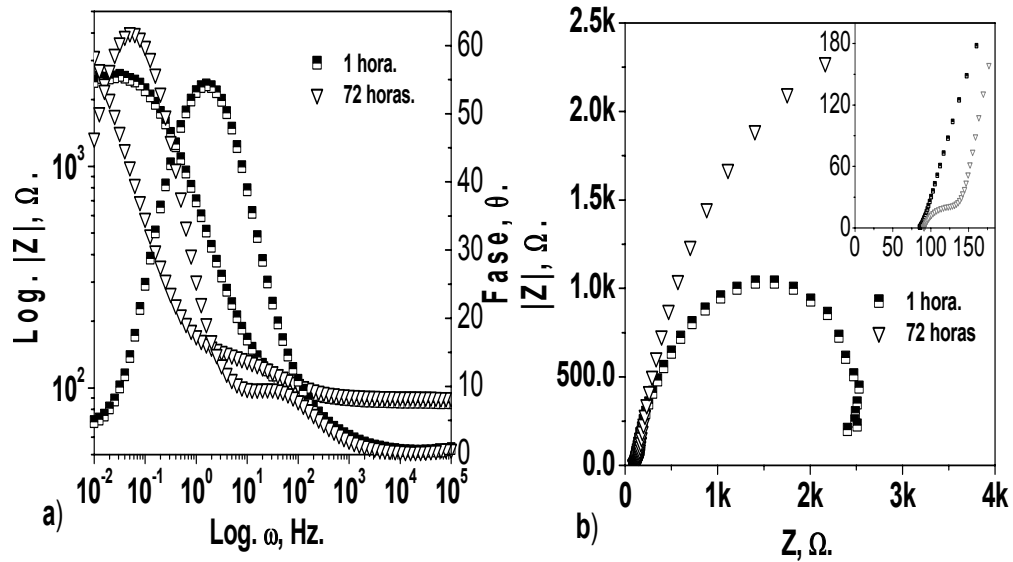 Log. |Z|, Ω.
10³
10²
1 hora.
72 horas.
60
50
40
30
20
10
0
Fase, θ.
10⁻² 10⁻¹ 10⁰ 10¹ 10² 10³ 10⁴ 10⁵
Log. ω, Hz.
a)
|Z|, Ω.
2.5k
2.0k
1.5k
1.0k
500.0
0.0
180
120
60
0
0 50 100 150
1 hora.
72 horas
0 1k 2k 3k 4k
Z, Ω.
b)